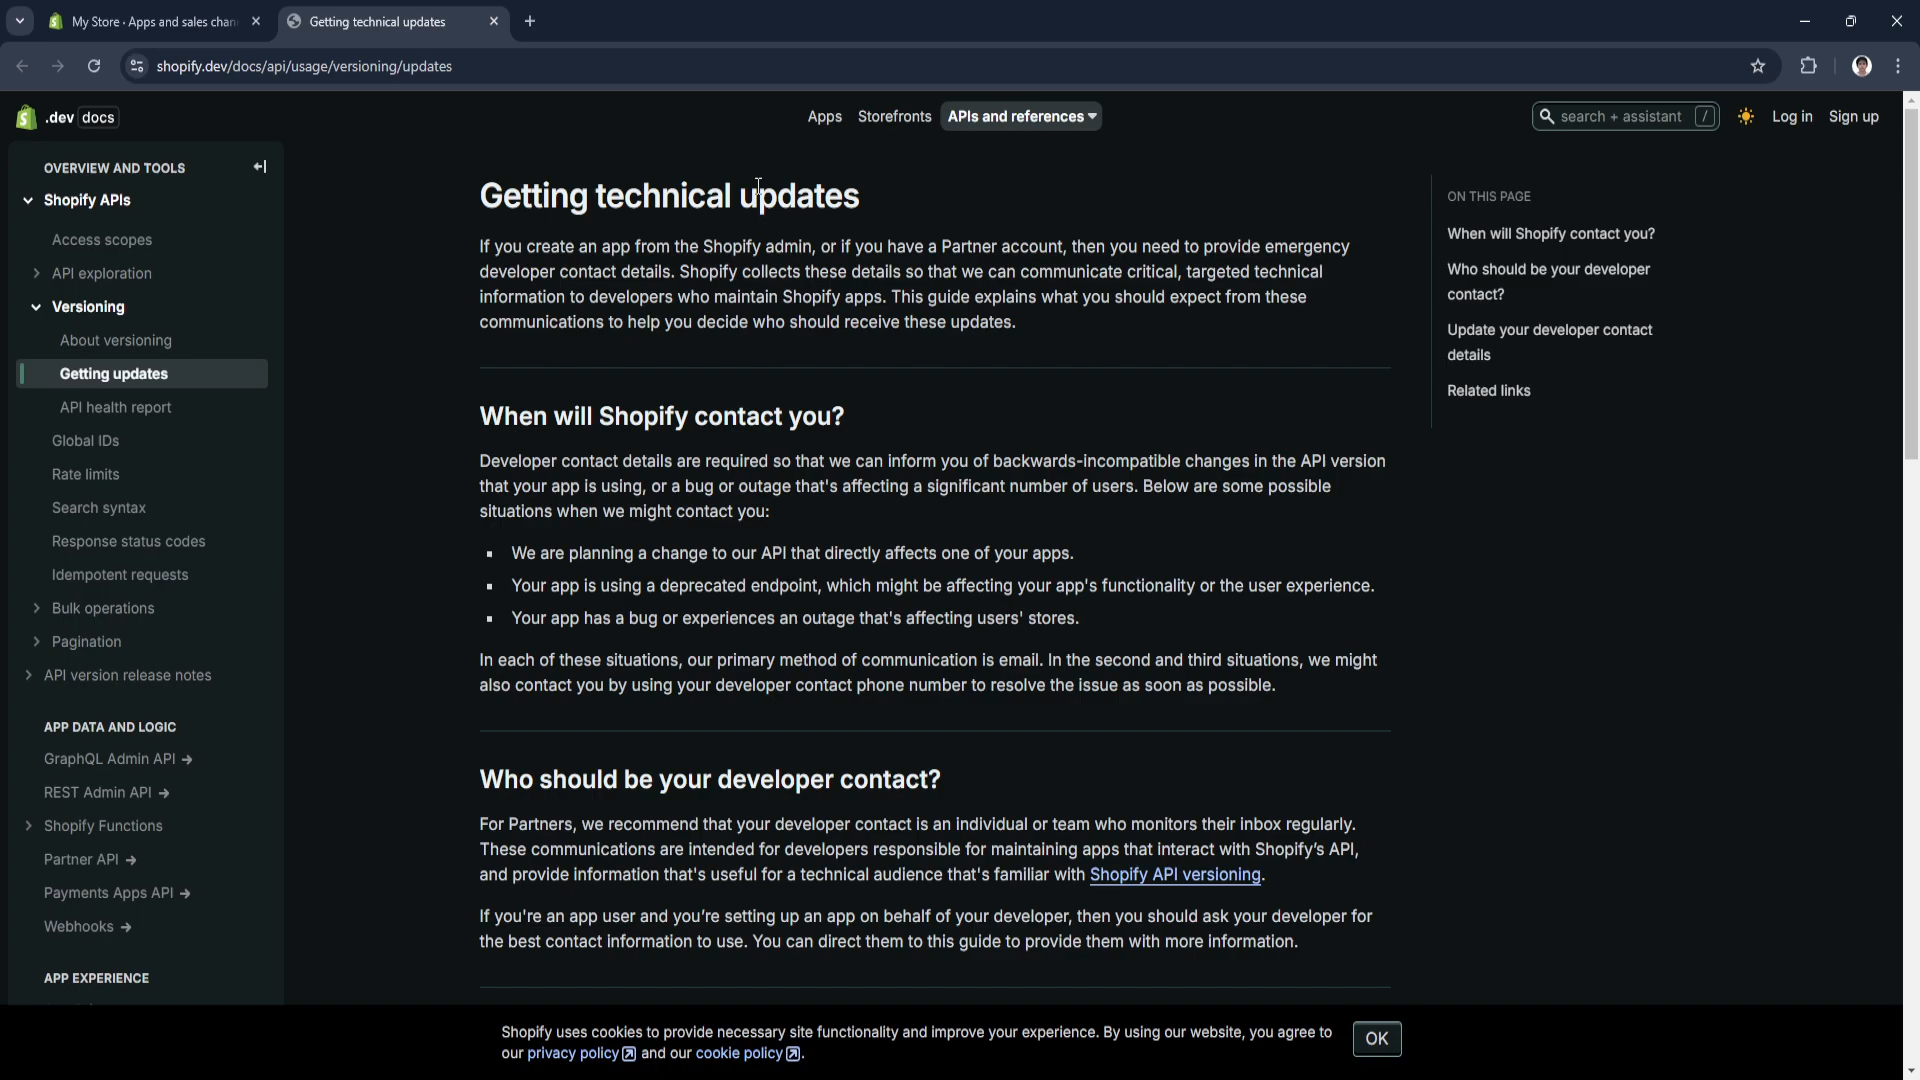 My Store · Apps and sales chan
Getting technical updates
shopify.dev/docs/api/usage/versioning/updates
.dev docs
Apps
Storefronts
APIs and references
search + assistant /
Log in
Sign up
OVERVIEW AND TOOLS
Shopify APIs
Access scopes
API exploration
Versioning
About versioning
Getting updates
API health report
Global IDs
Rate limits
Search syntax
Response status codes
Idempotent requests
Bulk operations
Pagination
API version release notes
APP DATA AND LOGIC
GraphQL Admin API
REST Admin API
Shopify Functions
Partner API
Payments Apps API
Webhooks
APP EXPERIENCE
Getting technical updates
If you create an app from the Shopify admin, or if you have a Partner account, then you need to provide emergency
developer contact details. Shopify collects these details so that we can communicate critical, targeted technical
information to developers who maintain Shopify apps. This guide explains what you should expect from these
communications to help you decide who should receive these updates.
When will Shopify contact you?
Developer contact details are required so that we can inform you of backwards-incompatible changes in the API version
that your app is using, or a bug or outage that's affecting a significant number of users. Below are some possible
situations when we might contact you:
We are planning a change to our API that directly affects one of your apps.
Your app is using a deprecated endpoint, which might be affecting your app's functionality or the user experience.
Your app has a bug or experiences an outage that's affecting users' stores.
In each of these situations, our primary method of communication is email. In the second and third situations, we might
also contact you by using your developer contact phone number to resolve the issue as soon as possible.
Who should be your developer contact?
For Partners, we recommend that your developer contact is an individual or team who monitors their inbox regularly.
These communications are intended for developers responsible for maintaining apps that interact with Shopify’s API,
and provide information that's useful for a technical audience that's familiar with Shopify API versioning.
If you're an app user and you’re setting up an app on behalf of your developer, then you should ask your developer for
the best contact information to use. You can direct them to this guide to provide them with more information.
ON THIS PAGE
When will Shopify contact you?
Who should be your developer
contact?
Update your developer contact
details
Related links
Shopify uses cookies to provide necessary site functionality and improve your experience. By using our website, you agree to
our privacy policy and our cookie policy.
OK